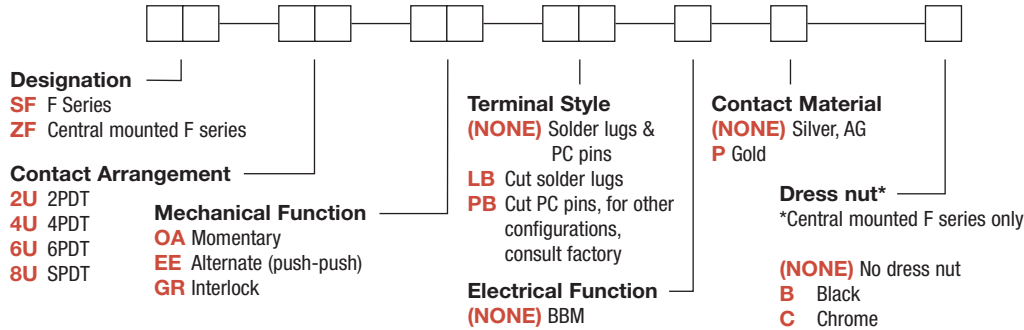 Designation
SF F Series
ZF Central mounted F series
Contact Arrangement
2U 2PDT
4U 4PDT
6U 6PDT
8U SPDT
Mechanical Function
OA Momentary
EE Alternate (push-push)
GR Interlock
Terminal Style
(NONE) Solder lugs &
PC pins
LB Cut solder lugs
PB Cut PC pins, for other
configurations,
consult factory
Electrical Function
(NONE) BBM
Contact Material
(NONE) Silver, AG
P Gold
Dress nut*
*Central mounted F series only
(NONE) No dress nut
B Black
C Chrome